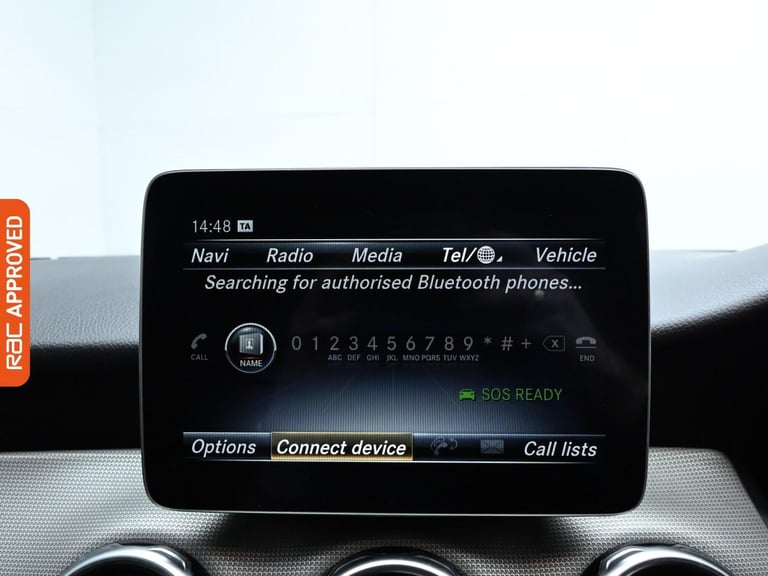 14:48 TA
Navi Radio Media Tel/ Vehicle
Searching for authorised Bluetooth phones...
0 1 2 3 4 5 6 7 8 9 * # +
CALL NAME ABC DEF GHI JKL MNO PQRS TUV WXYZ END
SOS READY
Options Connect device Call lists
RAC APPROVED